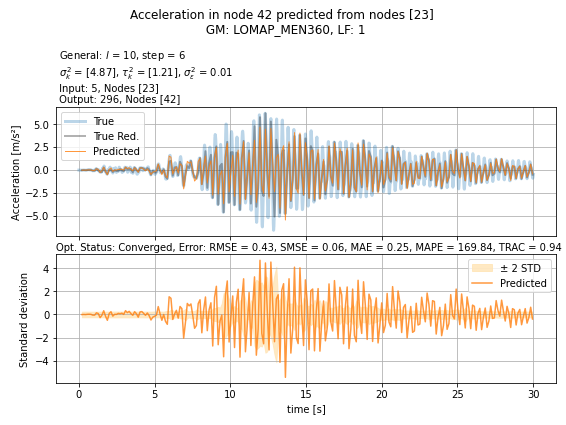 Acceleration in node 42 predicted from nodes [23]
GM: LOMAP_MEN360, LF: 1
General: l = 10, step = 6
σ_k² = [4.87], τ_k² = [1.21], σ_ε² = 0.01
Input: 5, Nodes [23]
Output: 296, Nodes [42]
True
True Red.
Predicted
Acceleration [m/s²]
5.0
2.5
0.0
−2.5
−5.0
Opt. Status: Converged, Error: RMSE = 0.43, SMSE = 0.06, MAE = 0.25, MAPE = 169.84, TRAC = 0.94
± 2 STD
Predicted
Standard deviation
4
2
0
−2
−4
0 5 10 15 20 25 30
time [s]